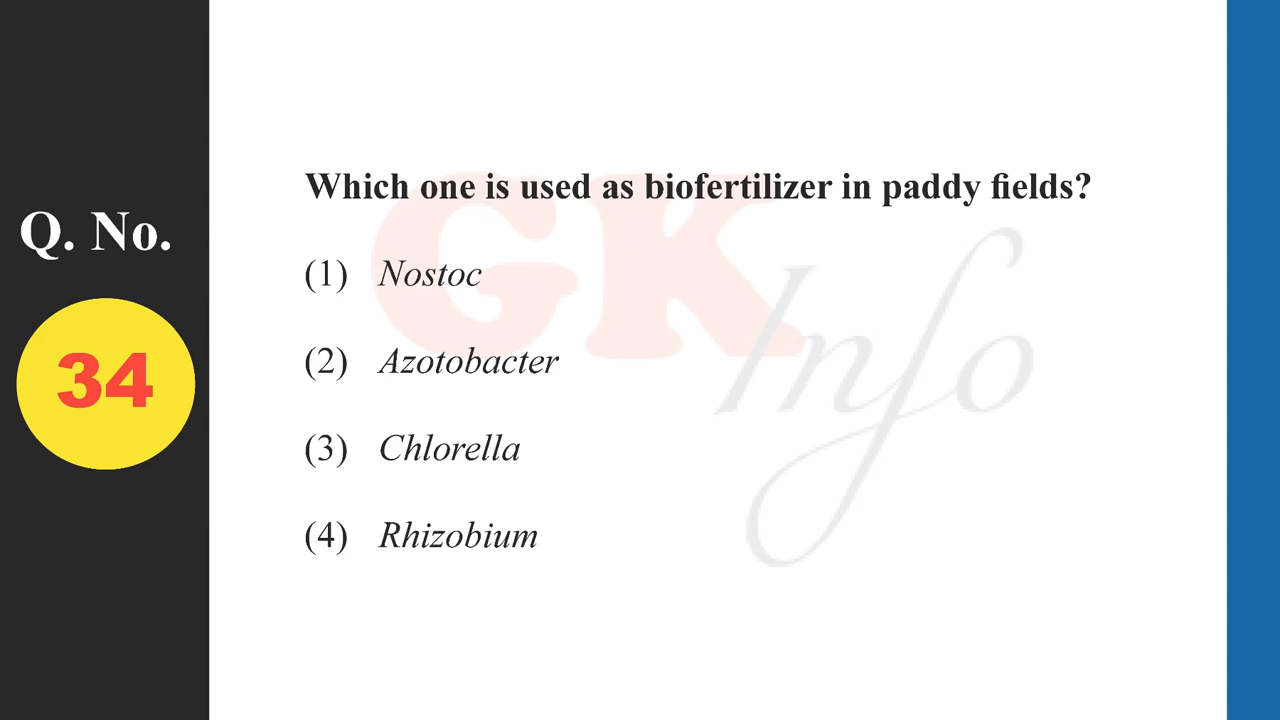 Q. No.
34
Which one is used as biofertilizer in paddy fields?
(1) Nostoc
(2) Azotobacter
(3) Chlorella
(4) Rhizobium
GK
Info